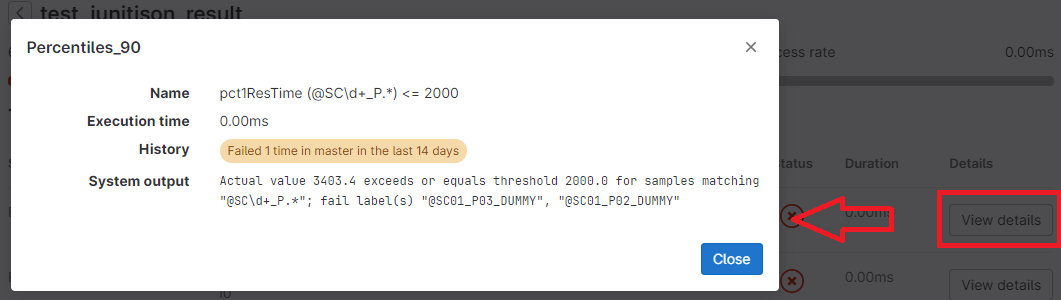 test_junitjson_result
Percentiles_90
cess rate
0.00ms
Name
pct1ResTime (@SC\d+_P.*) <= 2000
Execution time
0.00ms
History
Failed 1 time in master in the last 14 days
System output
Actual value 3403.4 exceeds or equals threshold 2000.0 for samples matching
"@SC\d+_P.*"; fail label(s) "@SC01_P03_DUMMY", "@SC01_P02_DUMMY"
Close
tatus
Duration
Details
0.00ms
View details
0.00ms
View details